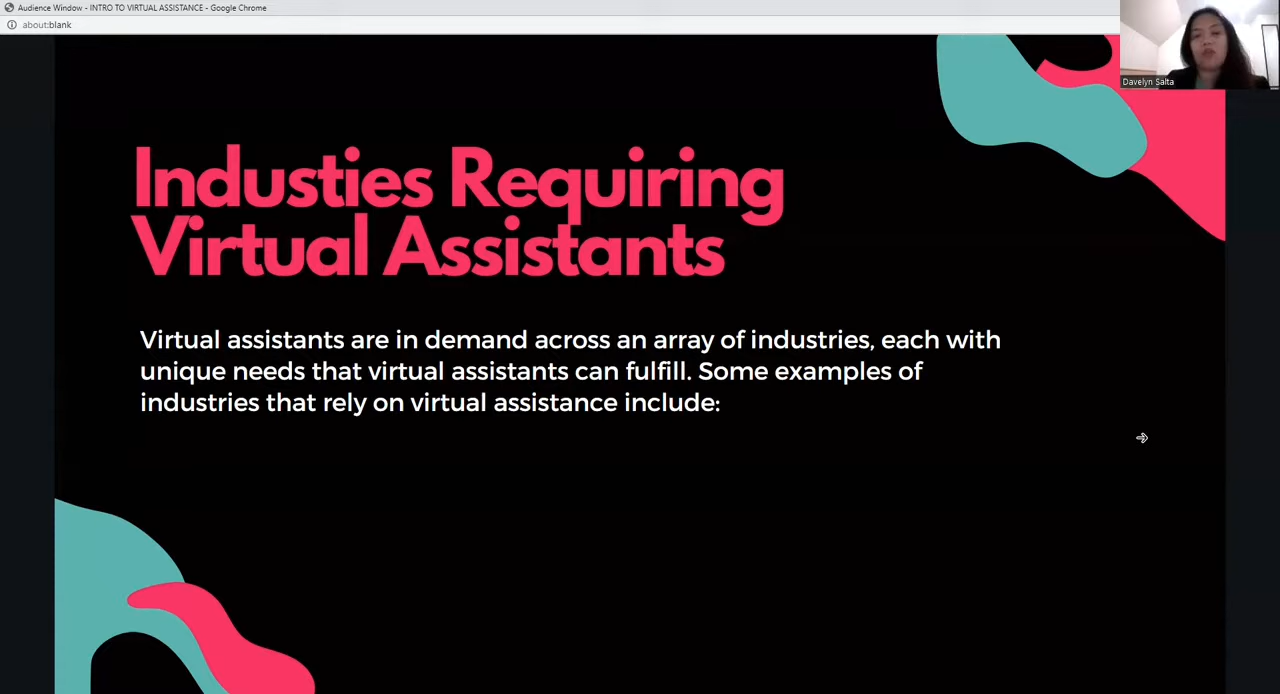 Audience Window - INTRO TO VIRTUAL ASSISTANCE - Google Chrome
about:blank
Davelyn Salta
Industies Requiring
Virtual Assistants
Virtual assistants are in demand across an array of industries, each with
unique needs that virtual assistants can fulfill. Some examples of
industries that rely on virtual assistance include: